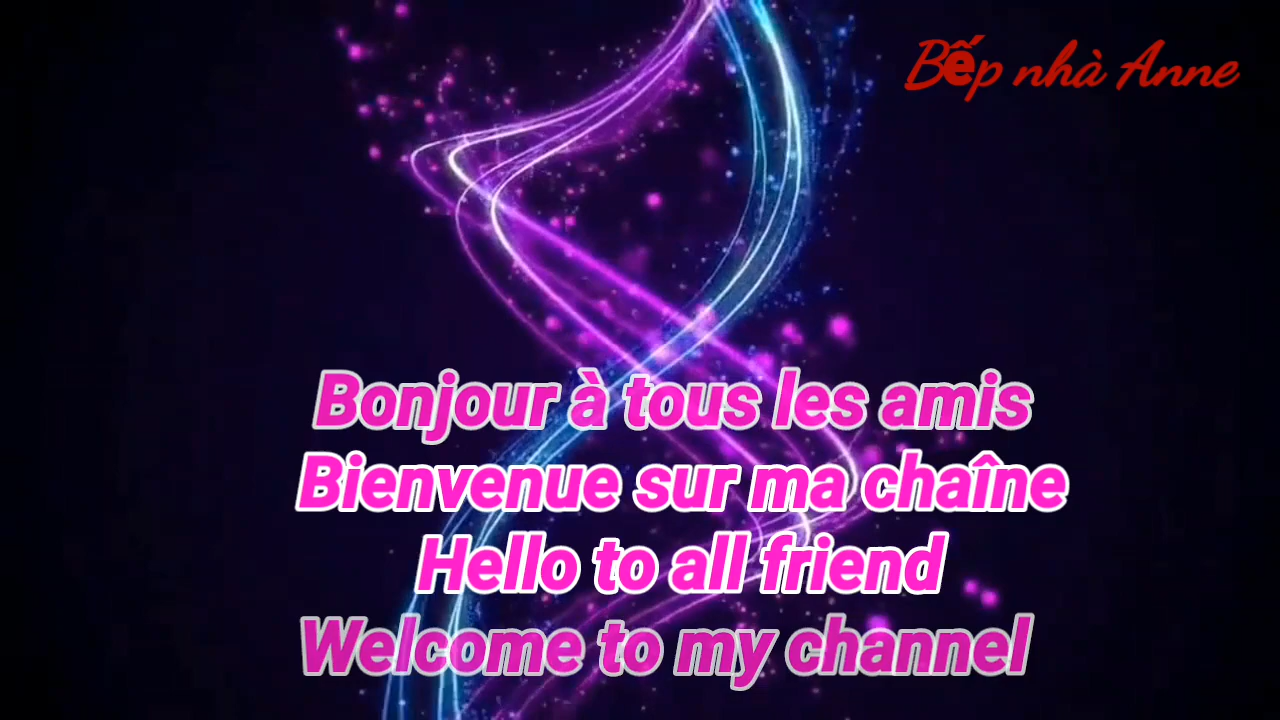 Bếp nhà Anne
Bonjour à tous les amis
Bienvenue sur ma chaîne
Hello to all friend
Welcome to my channel